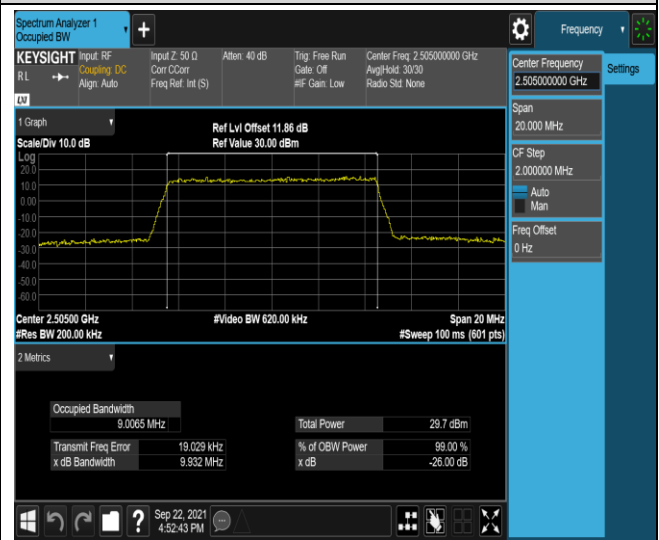 Spectrum Analyzer 1
Occupied BW
Frequency
KEYSIGHT
R L
LXI
Input: RF
Coupling: DC
Align: Auto
Input Z: 50 Ω
Corr CCorr
Freq Ref: Int (S)
Atten: 40 dB
Trig: Free Run
Gate: Off
#IF Gain: Low
Center Freq: 2.505000000 GHz
Avg|Hold: 30/30
Radio Std: None
Center Frequency
2.505000000 GHz
Settings
Span
20.000 MHz
CF Step
2.000000 MHz
Auto
Man
Freq Offset
0 Hz
1 Graph
Scale/Div 10.0 dB
Ref Lvl Offset 11.86 dB
Ref Value 30.00 dBm
Log
20.0
10.0
0.00
-10.0
-20.0
-30.0
-40.0
-50.0
-60.0
Center 2.50500 GHz
#Res BW 200.00 kHz
#Video BW 620.00 kHz
Span 20 MHz
#Sweep 100 ms (601 pts)
2 Metrics
Occupied Bandwidth
9.0065 MHz
Total Power 29.7 dBm
Transmit Freq Error 19.029 kHz
% of OBW Power 99.00 %
x dB Bandwidth 9.932 MHz
x dB -26.00 dB
?
Sep 22, 2021
4:52:43 PM